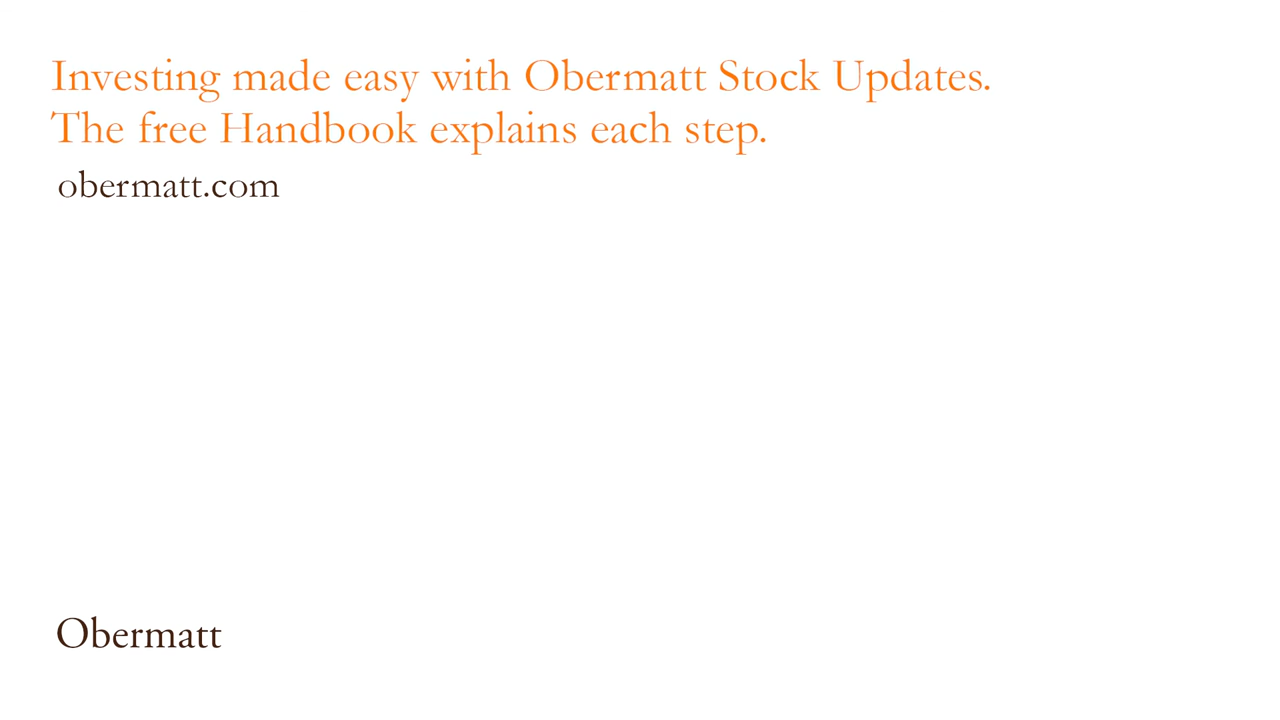 Investing made easy with Obermatt Stock Updates.
The free Handbook explains each step.
obermatt.com
Obermatt